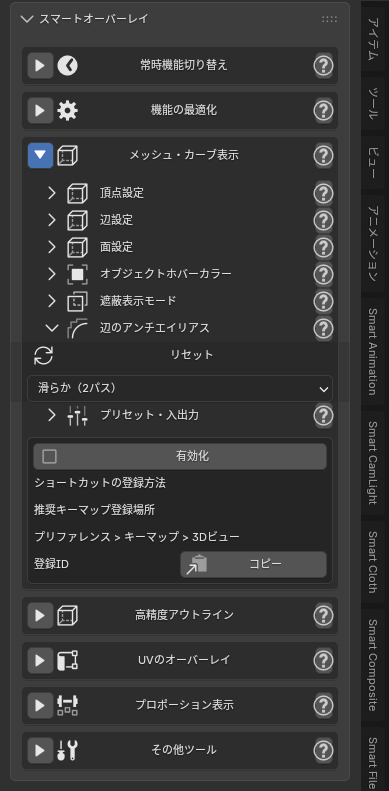 スマートオーバーレイ
常時機能切り替え
機能の最適化
メッシュ・カーブ表示
頂点設定
辺設定
面設定
オブジェクトホバーカラー
遮蔽表示モード
辺のアンチエイリアス
リセット
滑らか（2パス）
プリセット・入出力
有効化
ショートカットの登録方法
推奨キーマップ登録場所
プリファレンス > キーマップ > 3Dビュー
登録ID コピー
高精度アウトライン
UVのオーバーレイ
プロポーション表示
その他ツール
アイテム
ツール
ビュー
アニメーション
Smart Animation
Smart CamLight
Smart Cloth
Smart Composite
Smart File